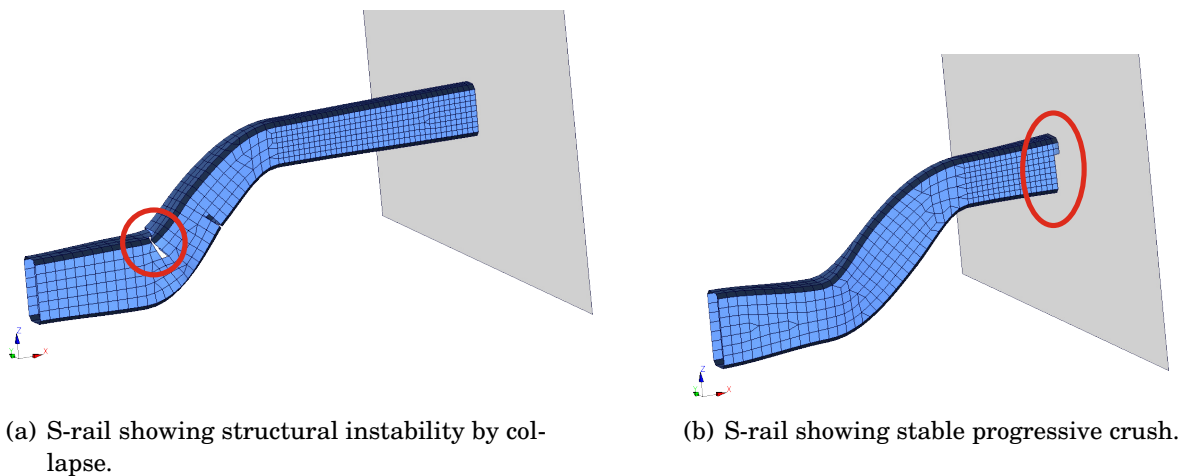 Z
Y
X
Z
Y
X
(a) S-rail showing structural instability by col-
lapse.
(b) S-rail showing stable progressive crush.